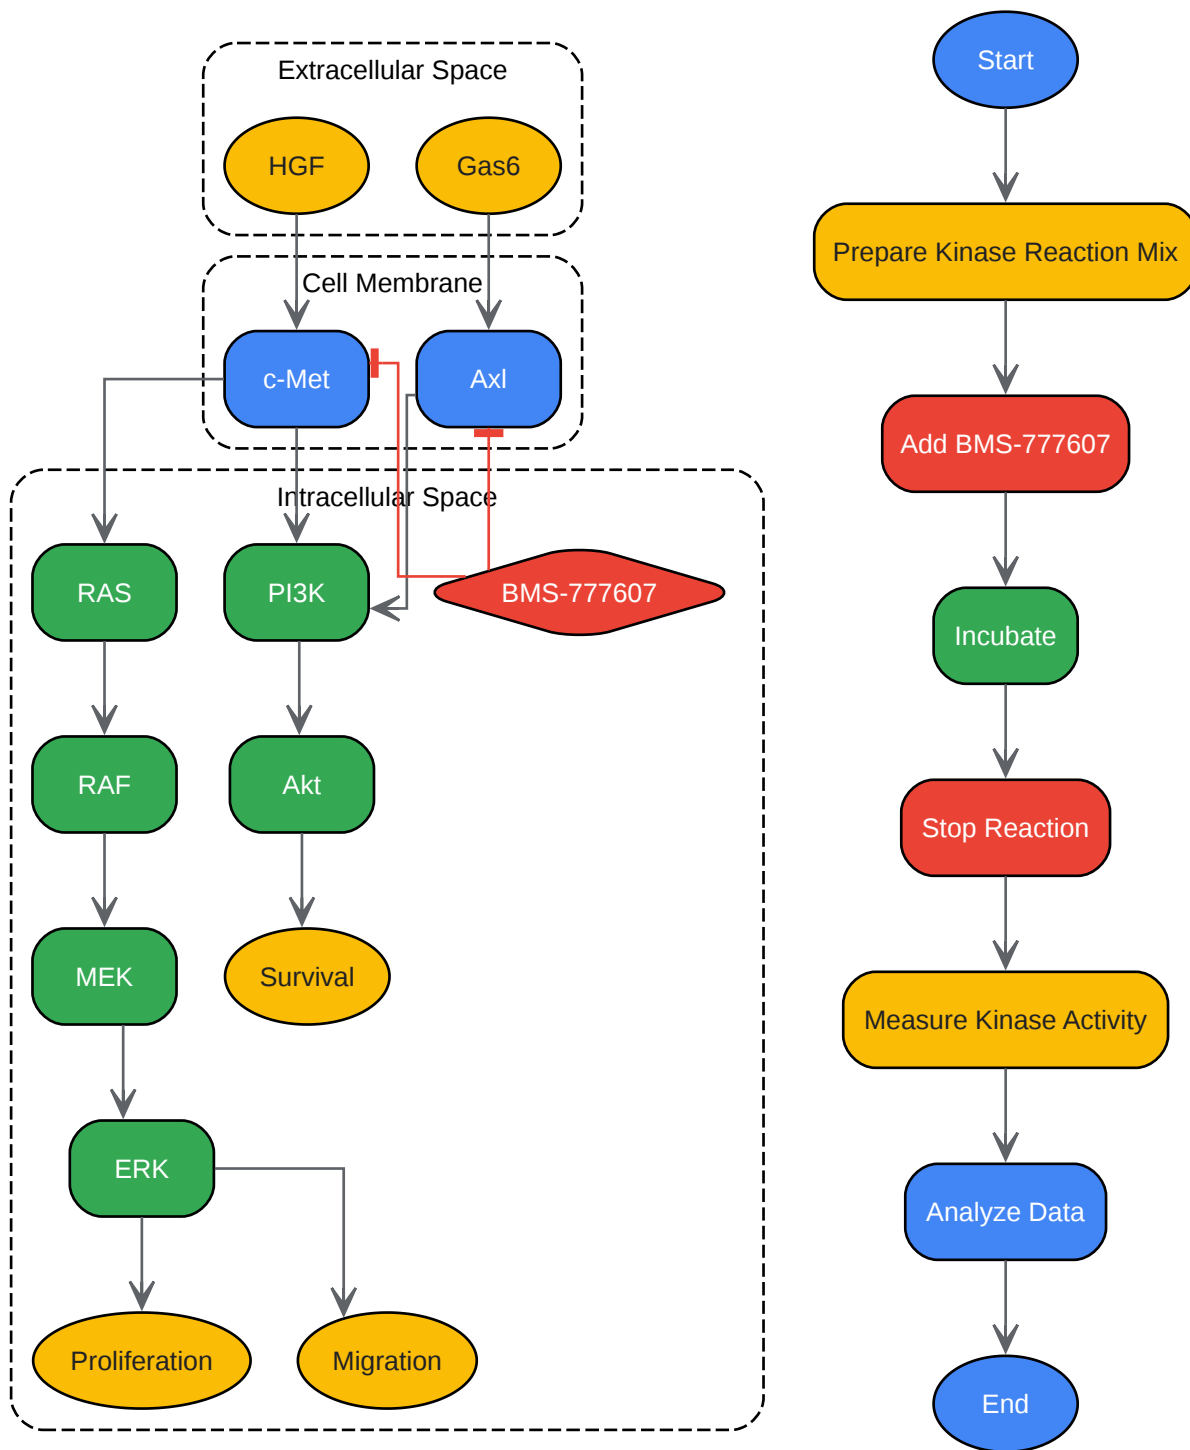 Extracellular Space
HGF
Gas6
Cell Membrane
c-Met
Axl
Intracellular Space
RAS
PI3K
BMS-777607
RAF
Akt
MEK
Survival
ERK
Proliferation
Migration
Start
Prepare Kinase Reaction Mix
Add BMS-777607
Incubate
Stop Reaction
Measure Kinase Activity
Analyze Data
End